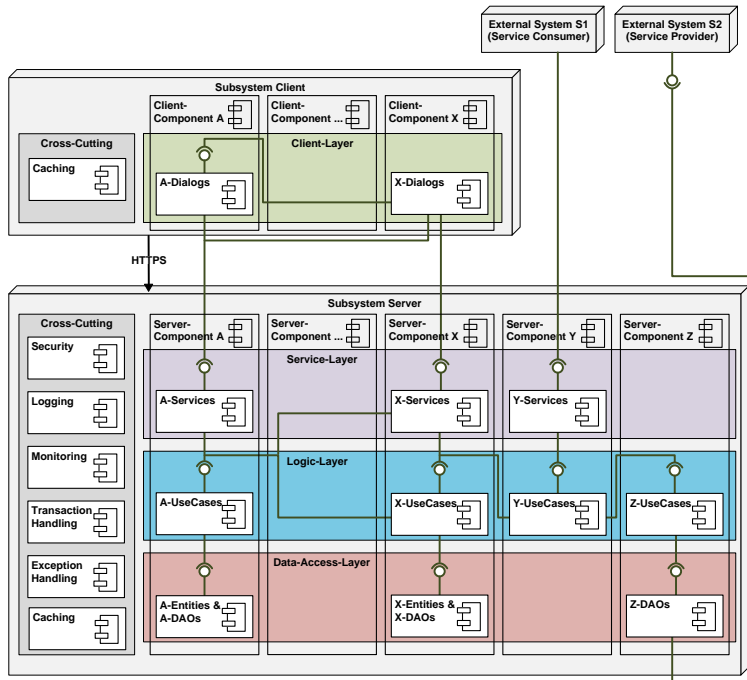 External System S1
(Service Consumer)
External System S2
(Service Provider)
Subsystem Client
Client-
Component A
Client-
Component ...
Client-
Component X
Cross-Cutting
Client-Layer
Caching
A-Dialogs
X-Dialogs
HTTPS
Subsystem Server
Cross-Cutting
Server-
Component A
Server-
Component ...
Server-
Component X
Server-
Component Y
Server-
Component Z
Security
Service-Layer
Logging
A-Services
X-Services
Y-Services
Monitoring
Logic-Layer
Transaction
Handling
A-UseCases
X-UseCases
Y-UseCases
Z-UseCases
Exception
Handling
Data-Access-Layer
Caching
A-Entities &
A-DAOs
X-Entities &
X-DAOs
Z-DAOs